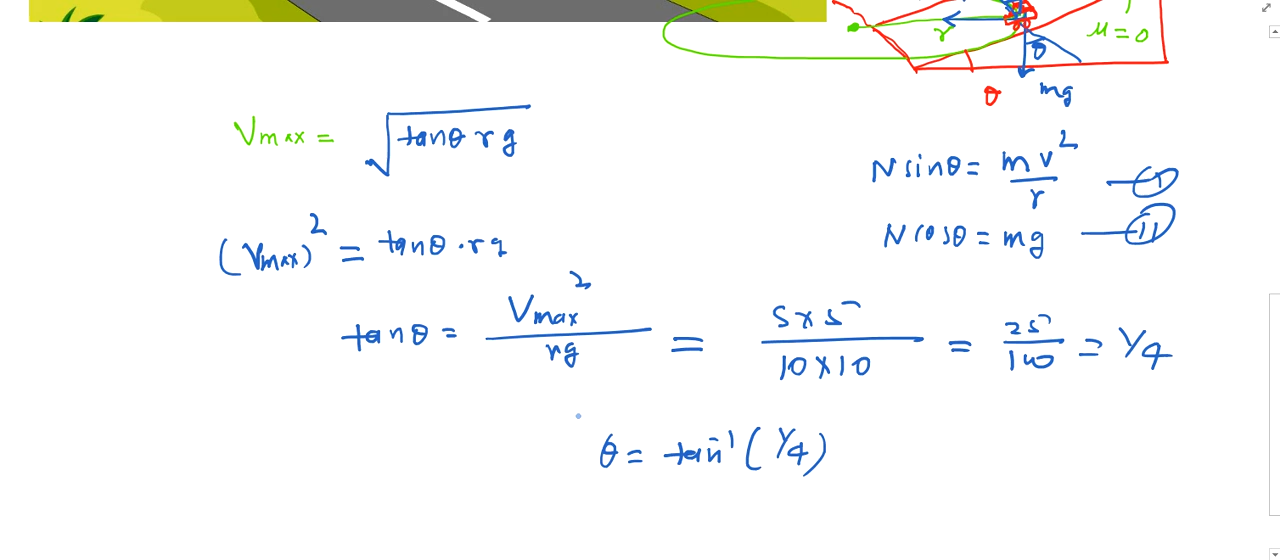 r
μ = 0
θ
θ
mg
Vmax = √(tanθ r g)
N sinθ = m v² / r — I
(Vmax)² = tanθ · rg
N cosθ = mg — II
tanθ = Vmax² / rg = 5 x 5 / 10 x 10 = 25 / 100 = 1/4
θ = tan⁻¹ (1/4)